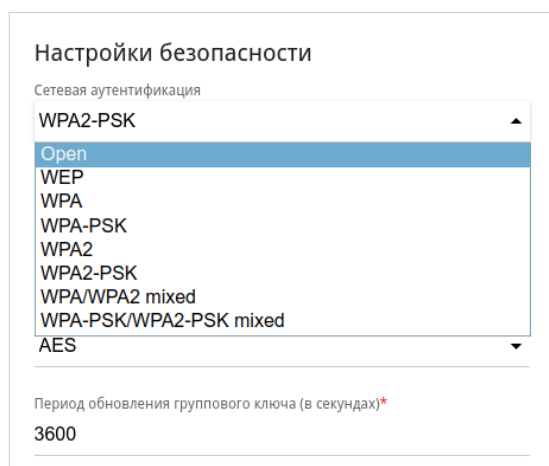 Настройки безопасности
Сетевая аутентификация
WPA2-PSK
Open
WEP
WPA
WPA-PSK
WPA2
WPA2-PSK
WPA/WPA2 mixed
WPA-PSK/WPA2-PSK mixed
AES
Период обновления группового ключа (в секундах)*
3600